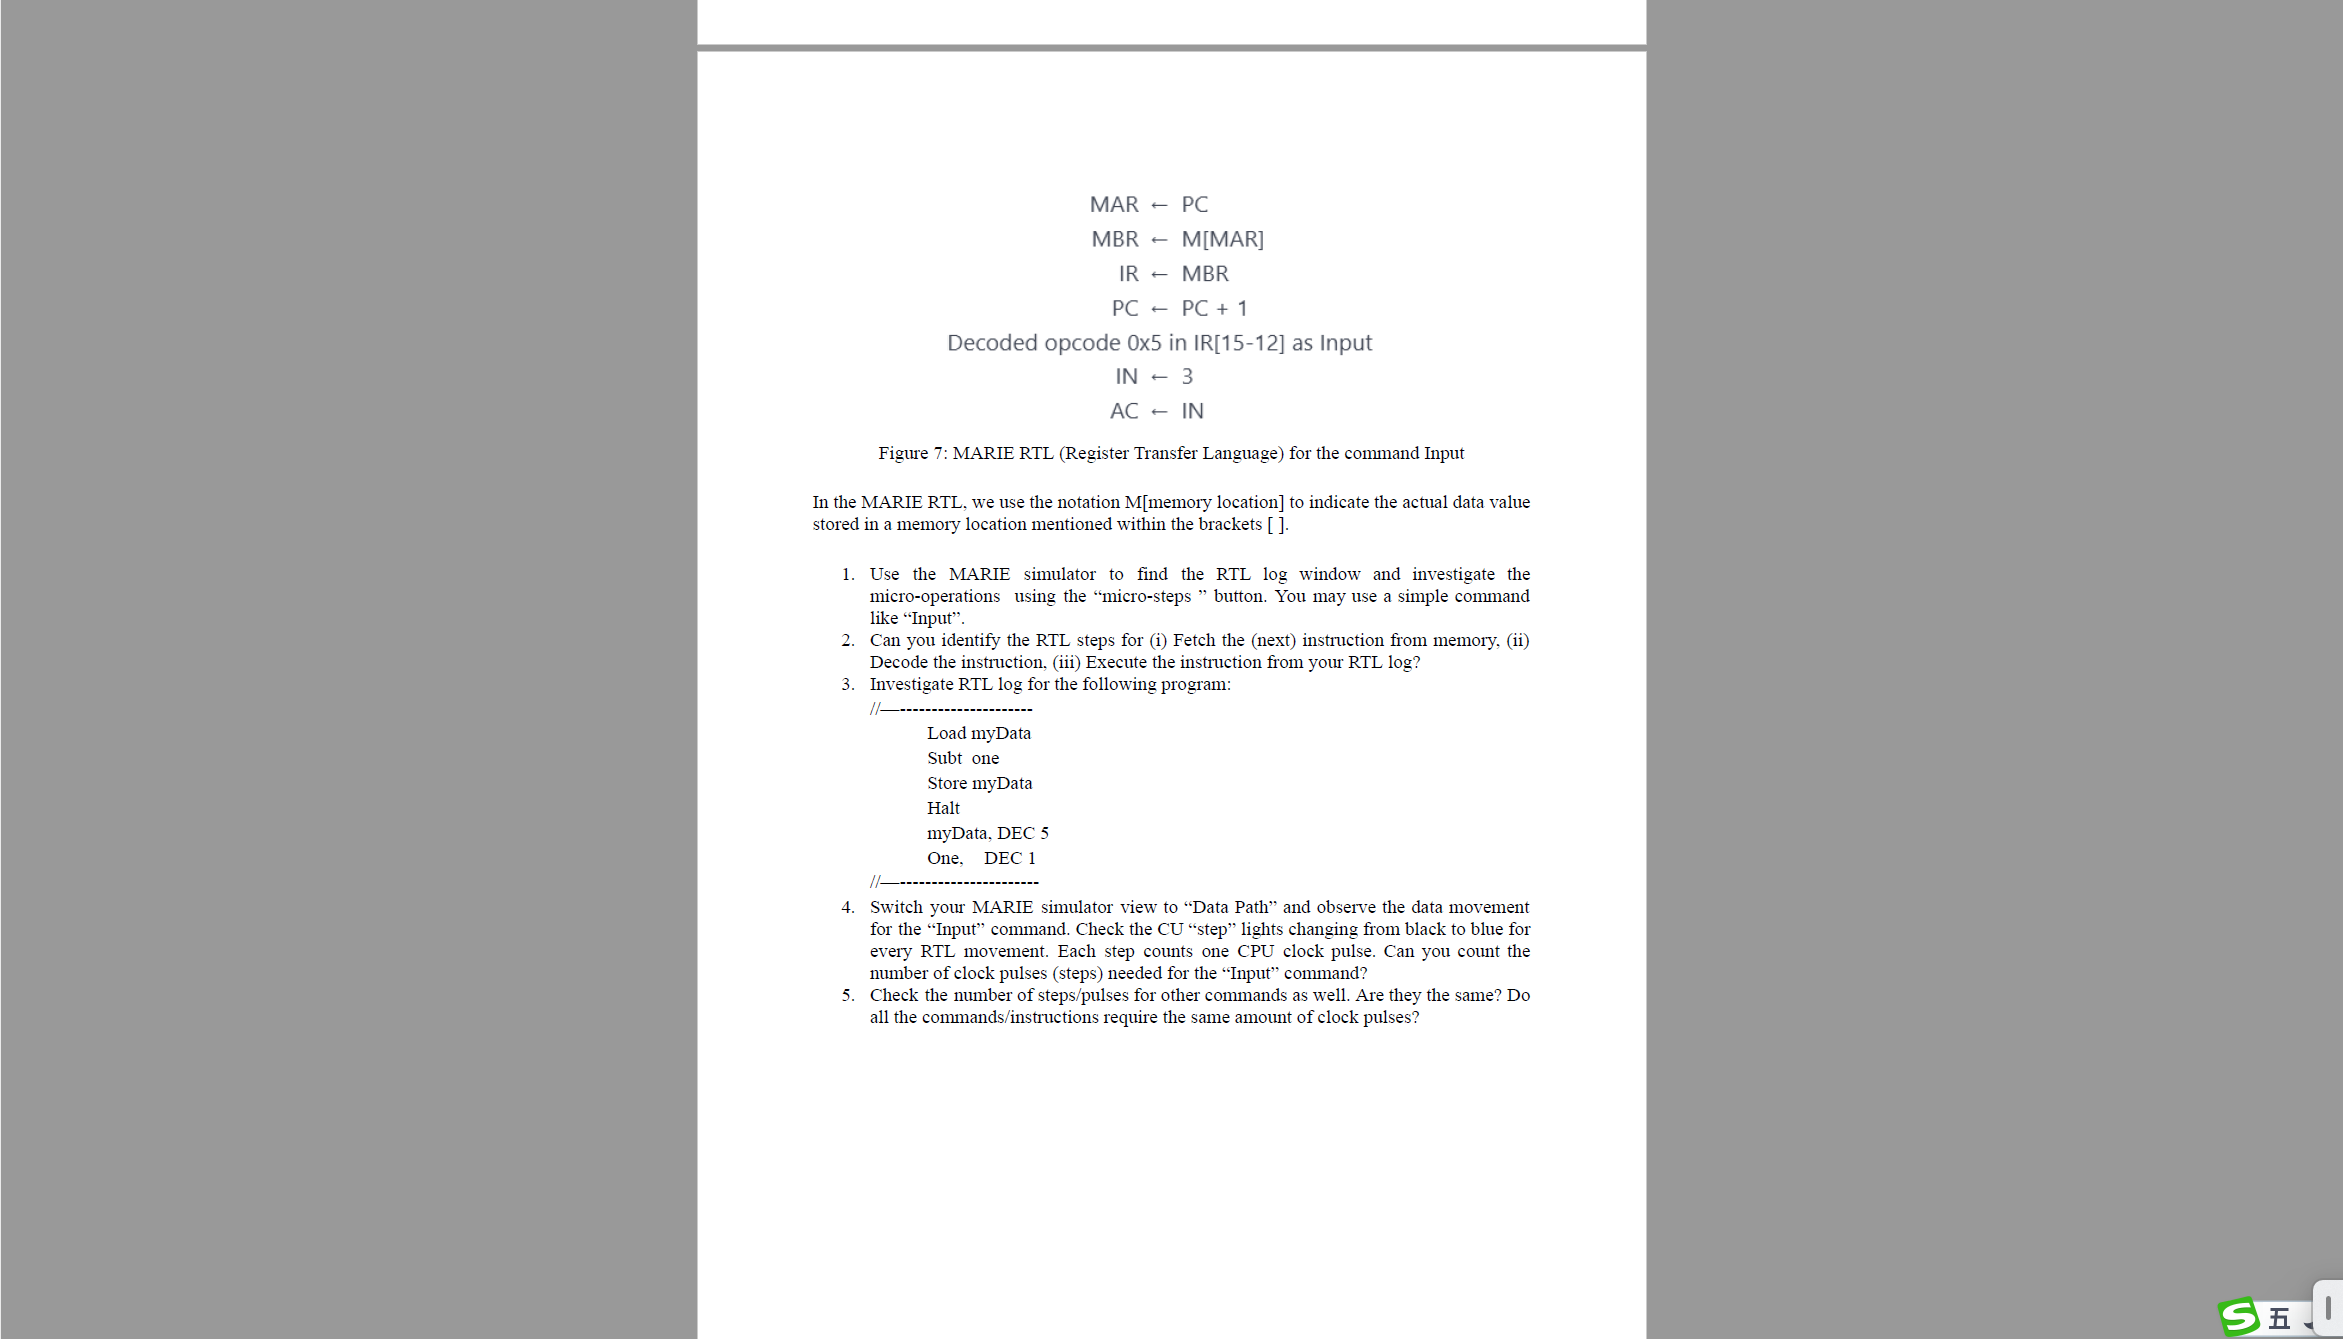 MAR ← PC
MBR ← M[MAR]
IR ← MBR
PC ← PC + 1
Decoded opcode 0x5 in IR[15-12] as Input
IN ← 3
AC ← IN
Figure 7: MARIE RTL (Register Transfer Language) for the command Input
In the MARIE RTL, we use the notation M[memory location] to indicate the actual data value
stored in a memory location mentioned within the brackets [ ].
1. Use the MARIE simulator to find the RTL log window and investigate the
micro-operations using the “micro-steps ” button. You may use a simple command
like “Input”.
2. Can you identify the RTL steps for (i) Fetch the (next) instruction from memory, (ii)
Decode the instruction, (iii) Execute the instruction from your RTL log?
3. Investigate RTL log for the following program:
//—---------------------
Load myData
Subt one
Store myData
Halt
myData, DEC 5
One, DEC 1
//—----------------------
4. Switch your MARIE simulator view to “Data Path” and observe the data movement
for the “Input” command. Check the CU “step” lights changing from black to blue for
every RTL movement. Each step counts one CPU clock pulse. Can you count the
number of clock pulses (steps) needed for the “Input” command?
5. Check the number of steps/pulses for other commands as well. Are they the same? Do
all the commands/instructions require the same amount of clock pulses?
S 五